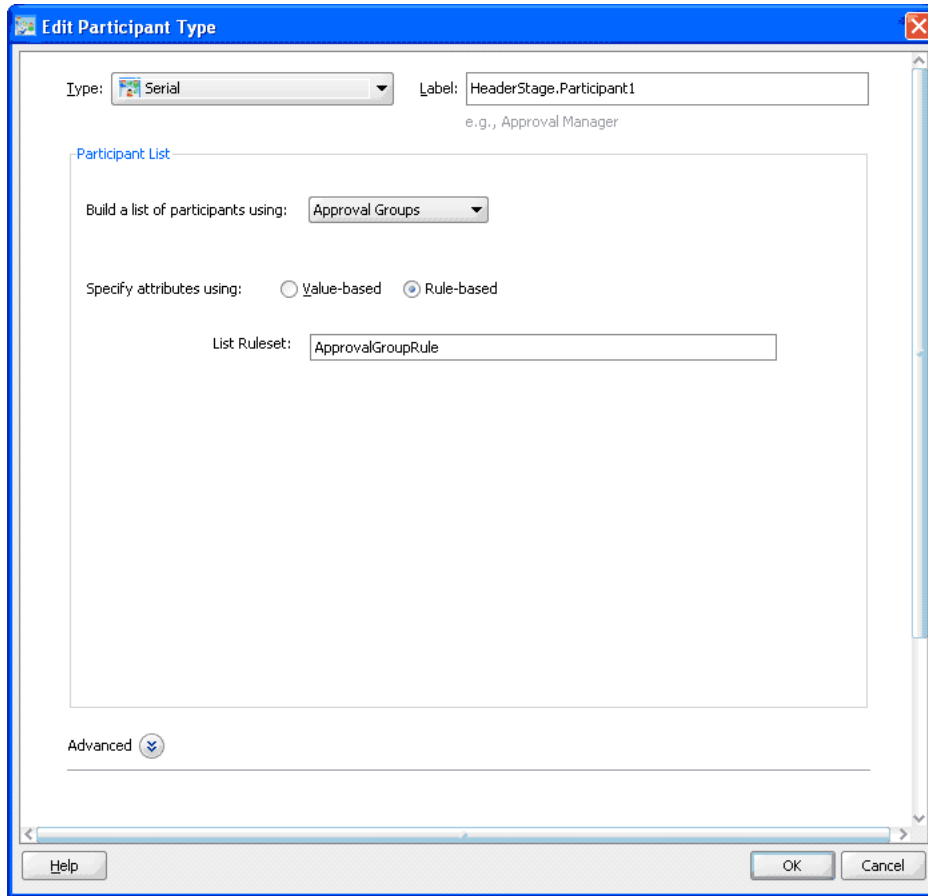 Edit Participant Type
Type: Serial Label: HeaderStage.Participant1
e.g., Approval Manager
Participant List
Build a list of participants using: Approval Groups
Specify attributes using: Value-based Rule-based
List Ruleset: ApprovalGroupRule
Advanced
Help OK Cancel